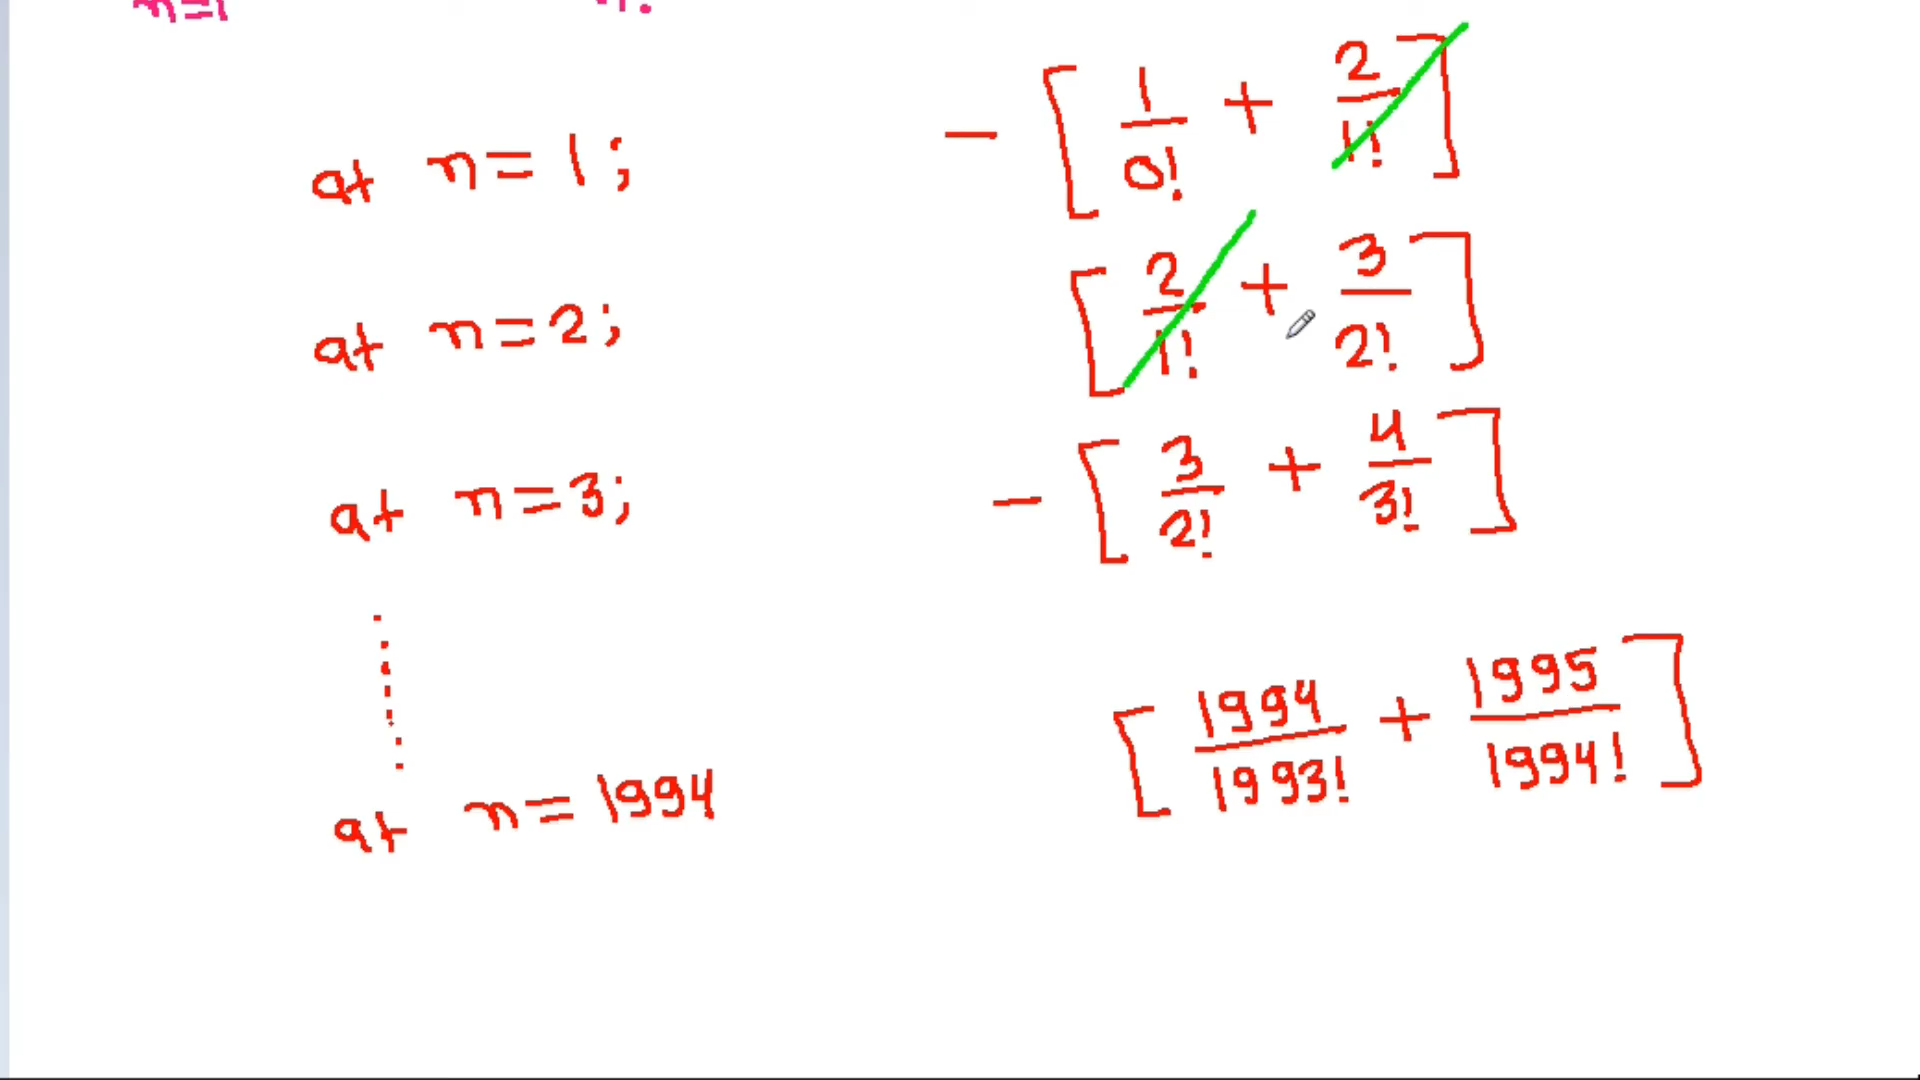 n=1 n!
at n=1; - [ 1/0! + 2/1! ]
at n=2; [ 2/1! + 3/2! ]
at n=3; - [ 3/2! + 4/3! ]
at n=1994 [ 1994/1993! + 1995/1994! ]